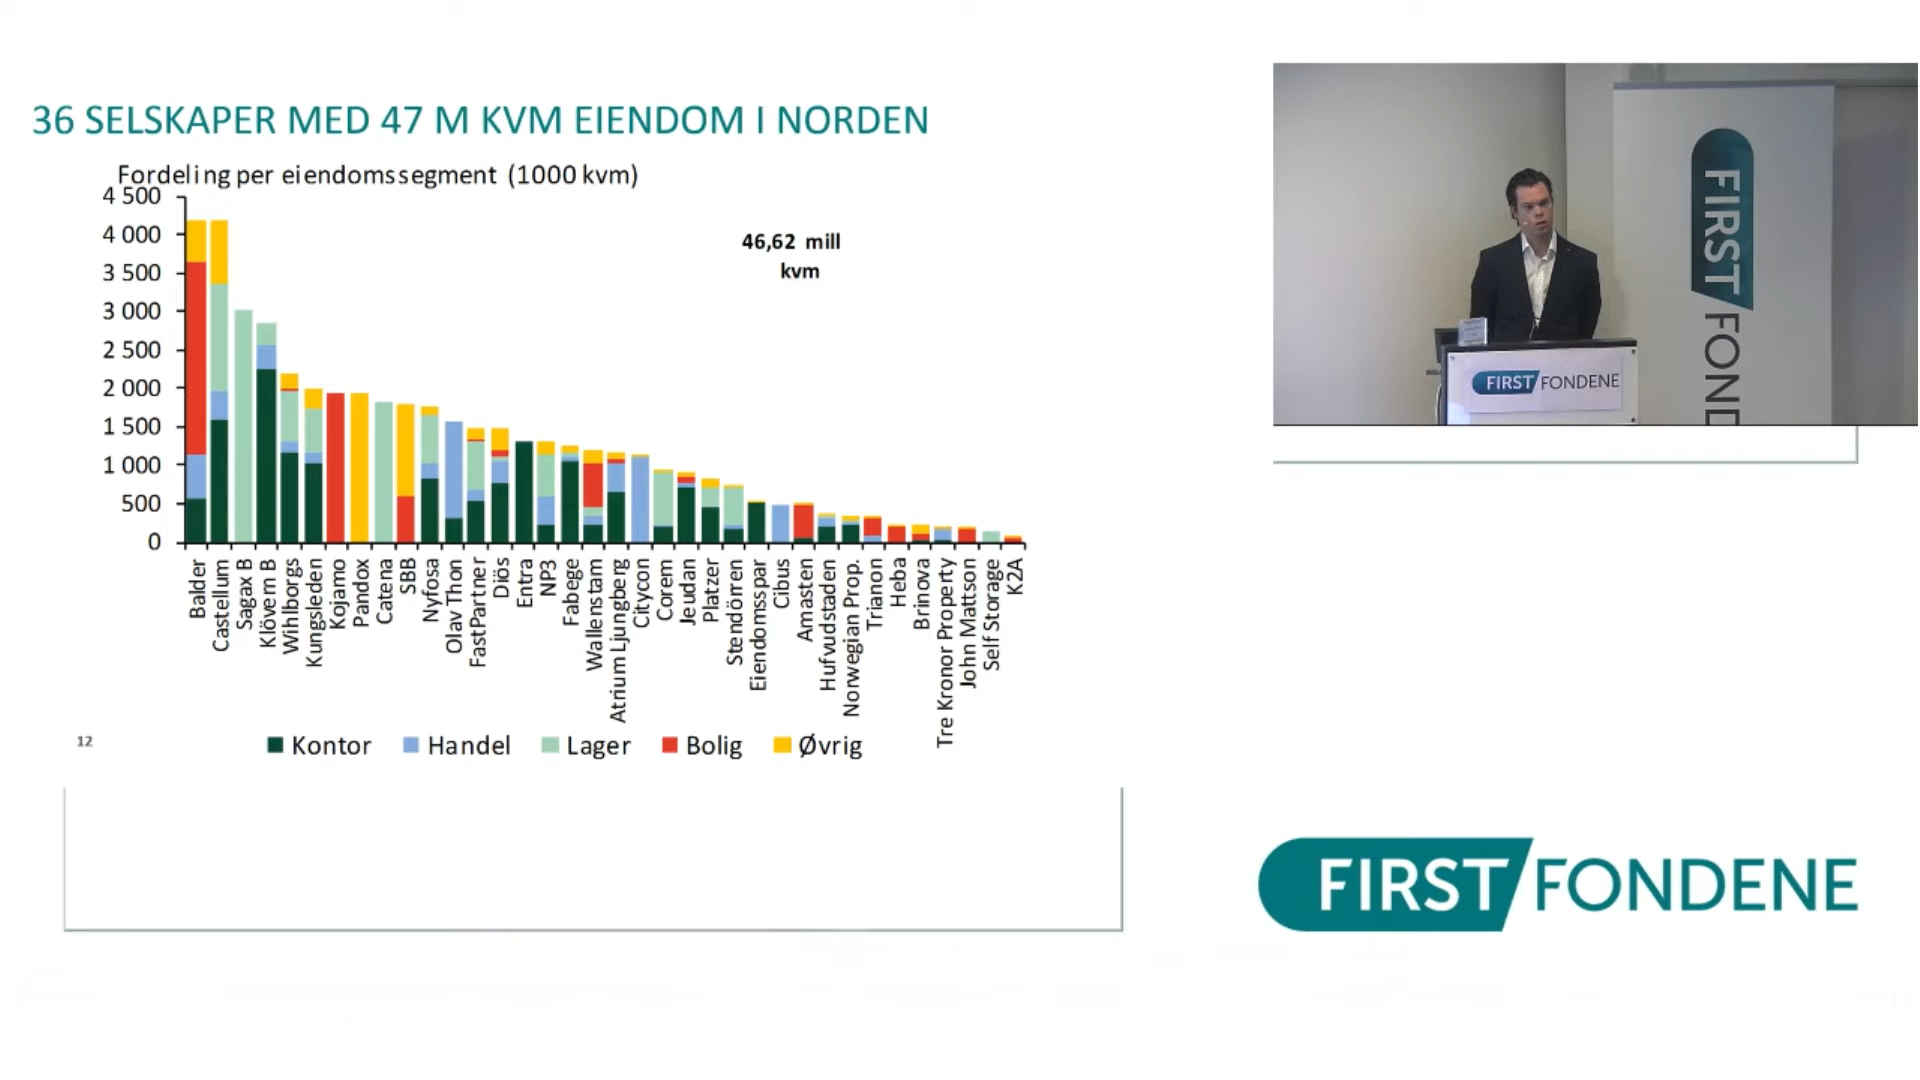 36 SELSKAPER MED 47 M KVM EIENDOM I NORDEN
Fordeling per eiendomssegment (1000 kvm)
4 500
4 000
3 500
3 000
2 500
2 000
1 500
1 000
500
0
46,62 mill
kvm
Balder
Castellum
Sagax B
Klövern B
Wihlborgs
Kungsleden
Kojamo
Pandox
Catena
SBB
Nyfosa
Olav Thon
FastPartner
Diös
Entra
NP3
Fabege
Wallenstam
Atrium Ljungberg
Citycon
Corem
Jeudan
Platzer
Stendörren
Eiendomsspar
Cibus
Amasten
Hufvudstaden
Norwegian Prop.
Trianon
Heba
Brinova
Tre Kronor Property
John Mattson
Self Storage
K2A
Kontor
Handel
Lager
Bolig
Øvrig
12
FIRST FOND
FIRST FONDENE
FIRST FONDENE